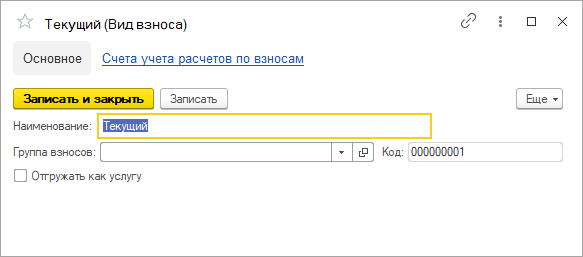 Текущий (Вид взноса)
Основное Счета учета расчетов по взносам
Записать и закрыть Записать Еще
Наименование: Текущий
Группа взносов: Код: 000000001
Отгружать как услугу